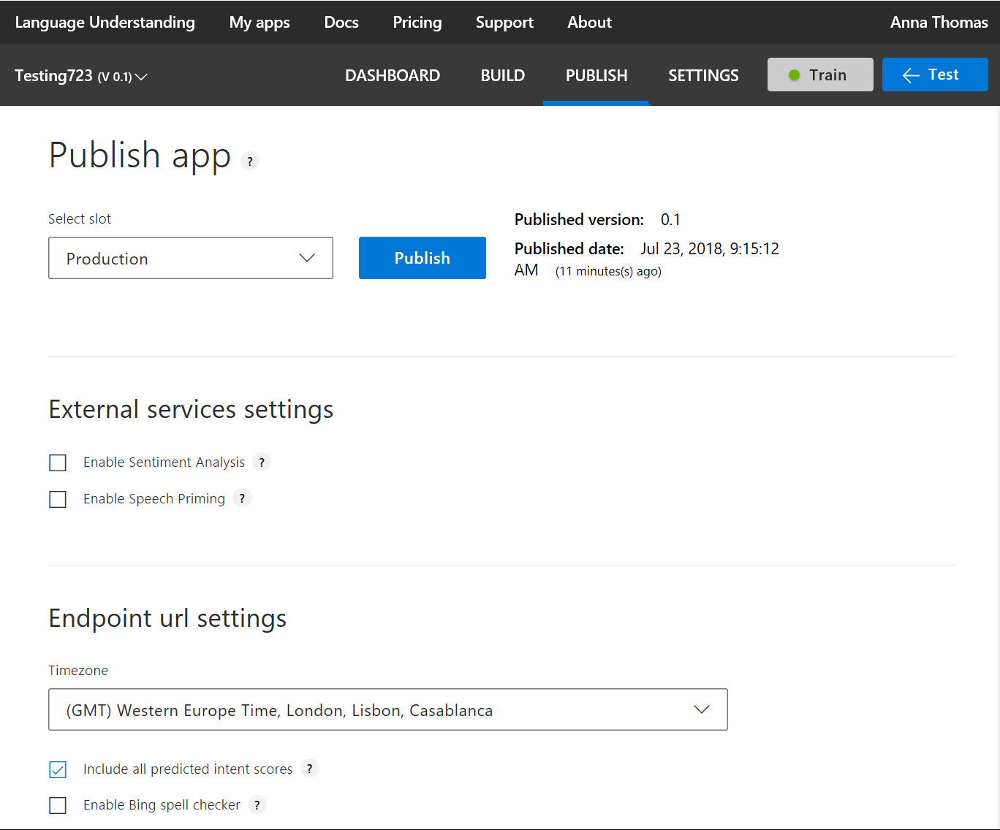 Language Understanding My apps Docs Pricing Support About Anna Thomas
Testing723 (V 0.1) DASHBOARD BUILD PUBLISH SETTINGS Train Test
Publish app ?
Select slot
Production
Publish
Published version: 0.1
Published date: Jul 23, 2018, 9:15:12
AM (11 minutes(s) ago)
External services settings
Enable Sentiment Analysis ?
Enable Speech Priming ?
Endpoint url settings
Timezone
(GMT) Western Europe Time, London, Lisbon, Casablanca
Include all predicted intent scores ?
Enable Bing spell checker ?